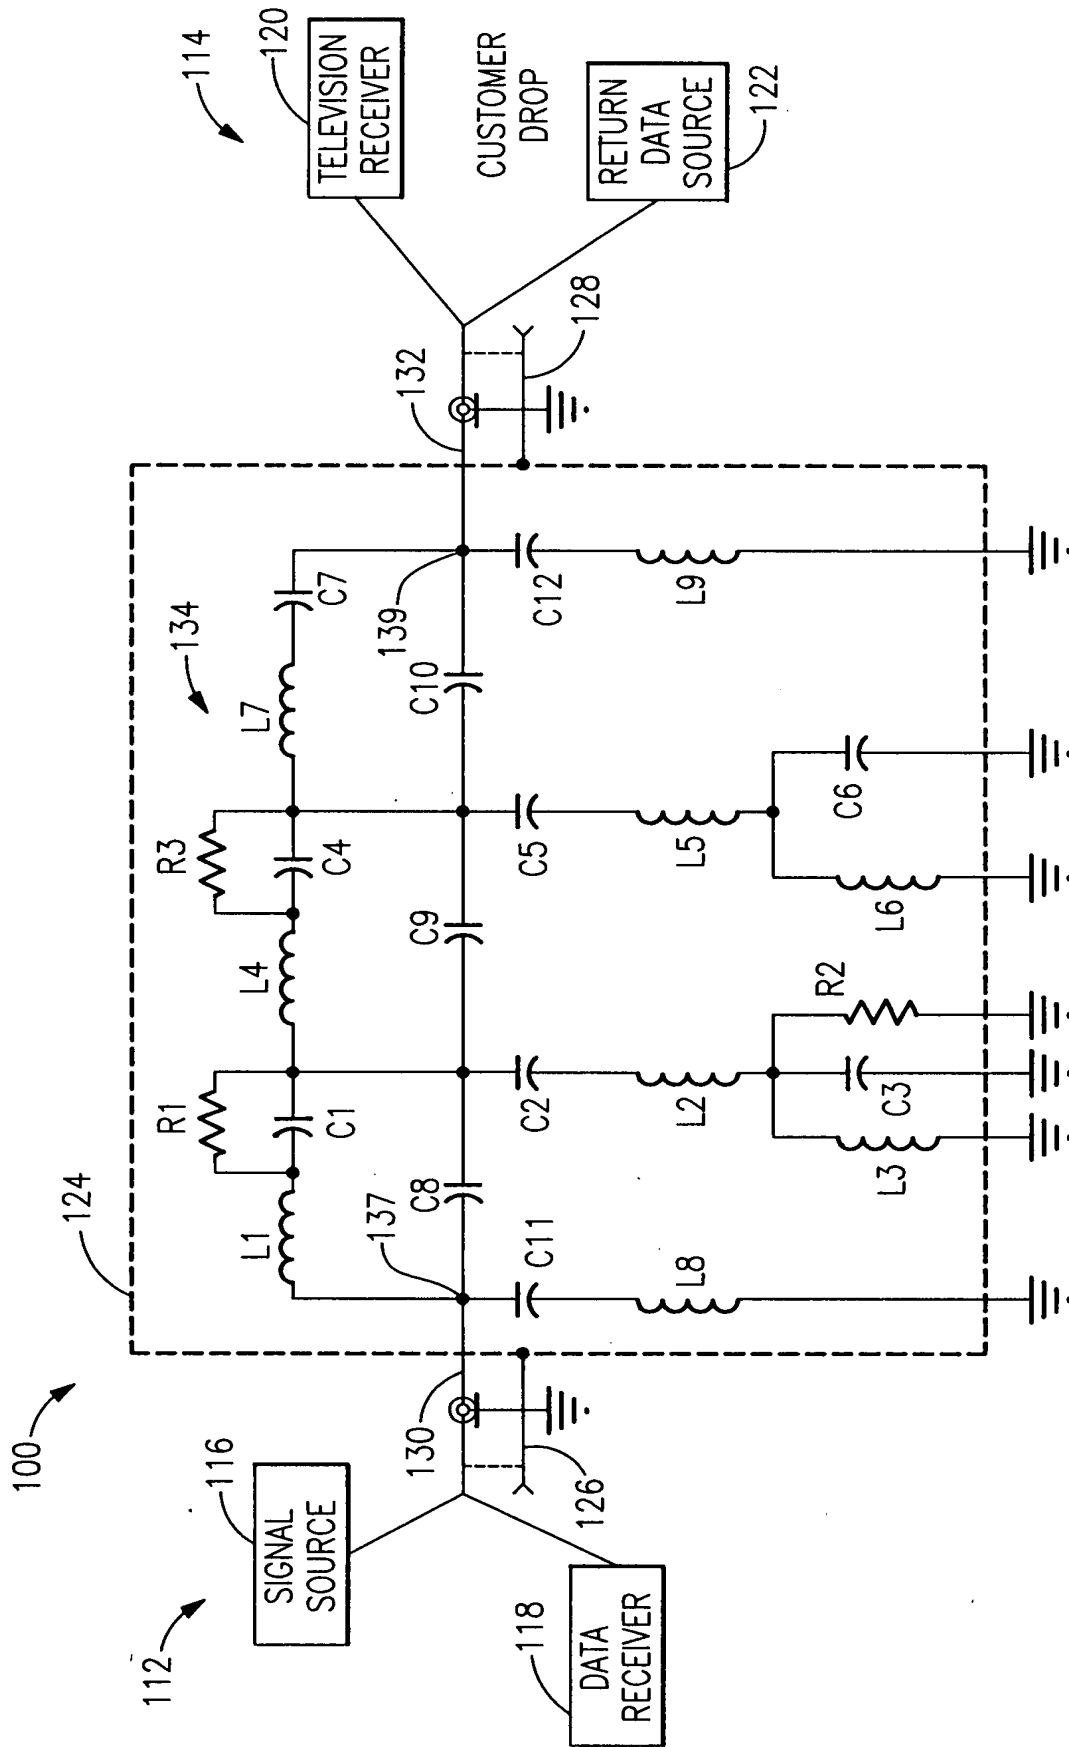 100
112
116
SIGNAL
SOURCE
118
DATA
RECEIVER
130
126
124
134
137
139
L1
R1
C1
L4
R3
C4
L7
C7
C8
C9
C10
C11
L8
C2
L2
L3
C3
R2
C5
L5
L6
C6
C12
L9
132
128
114
120
TELEVISION
RECEIVER
CUSTOMER
DROP
RETURN
DATA
SOURCE
122